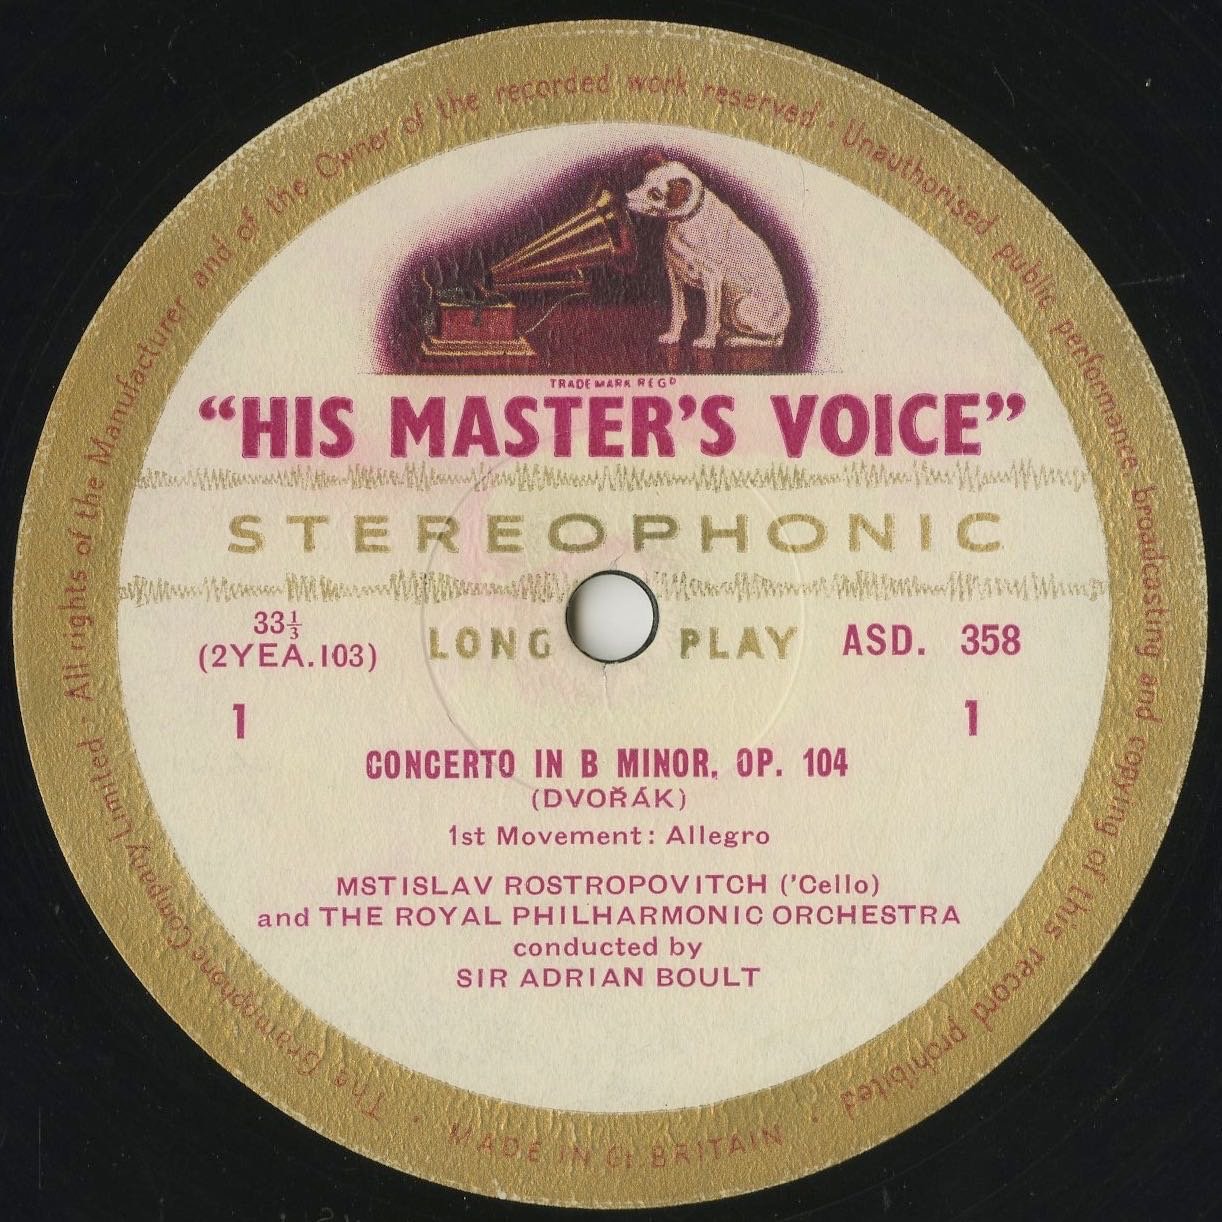 The Gramophone Company Limited · All rights of the Manufacturer and of the Owner of the recorded work reserved · Unauthorised public performance broadcasting and copying of this record prohibited ·
TRADE MARK REGD
“HIS MASTER'S VOICE”
STEREOPHONIC
33⅓
LONG PLAY ASD. 358
(2YEA.103)
1 1
CONCERTO IN B MINOR, OP. 104
(DVOŘÁK)
1st Movement: Allegro
MSTISLAV ROSTROPOVITCH ('Cello)
and THE ROYAL PHILHARMONIC ORCHESTRA
conducted by
SIR ADRIAN BOULT
· MADE IN Gt. BRITAIN